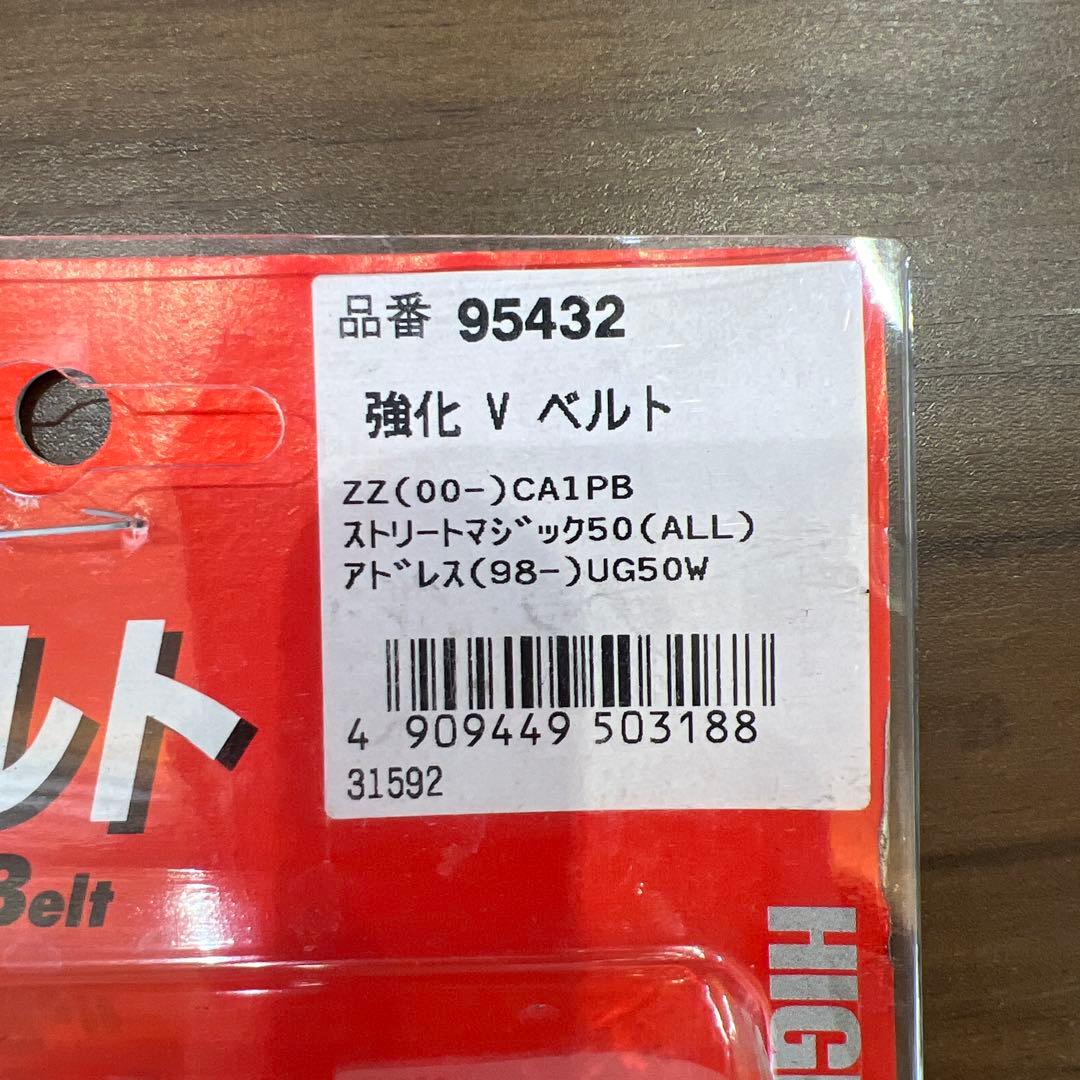 品番 95432
強化 V ベルト
ZZ(00-)CA1PB
ｽﾄﾘｰﾄﾏｼﾞｯｸ50(ALL)
ｱﾄﾞﾚｽ(98-)UG50W
4 909449 503188
31592
ルト
Belt
HIG